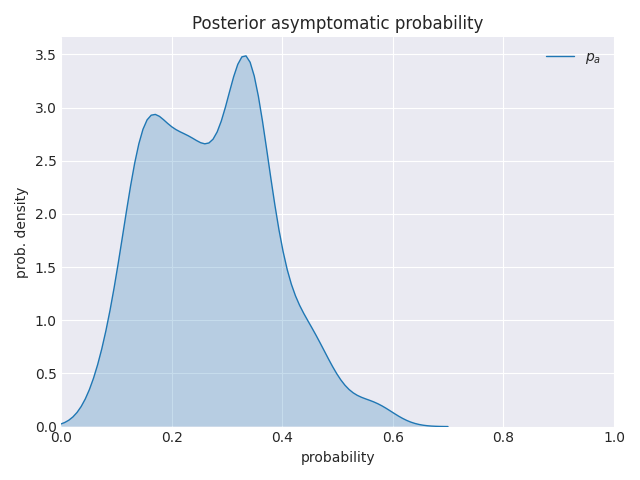 Posterior asymptomatic probability
pₐ
3.5
3.0
2.5
2.0
1.5
1.0
0.5
0.0
prob. density
0.0 0.2 0.4 0.6 0.8 1.0
probability